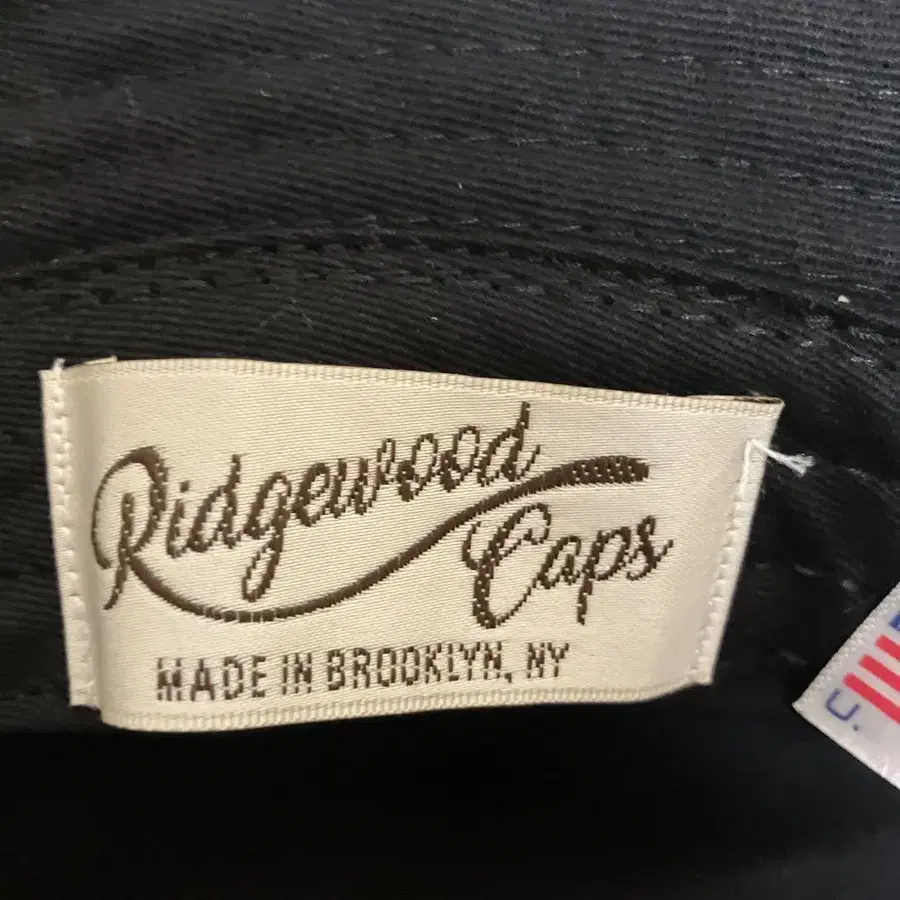 Ridgewood
Caps
MADE IN BROOKLYN, NY
U.